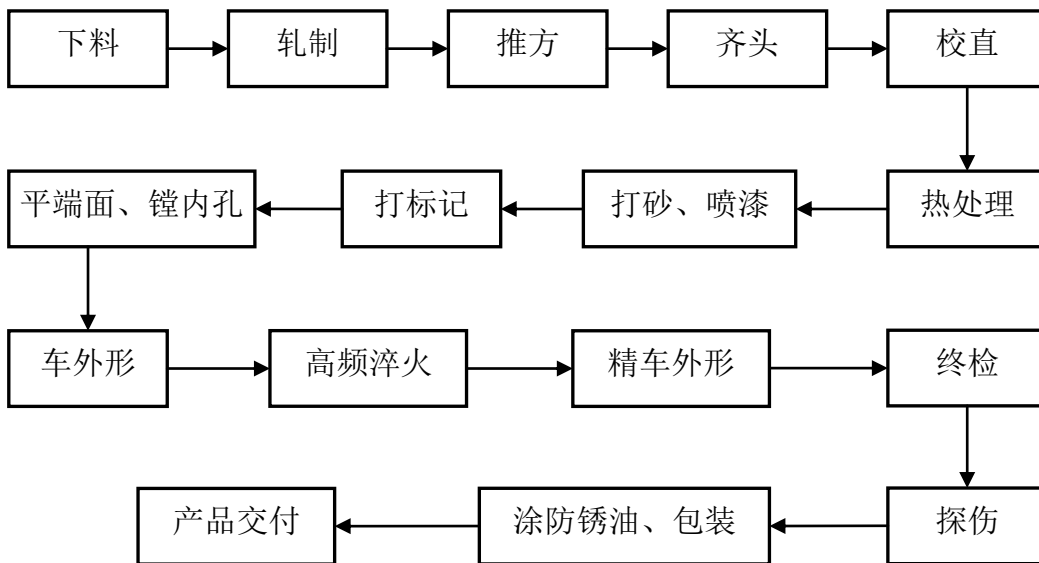 下料
轧制
推方
齐头
校直
热处理
打砂、喷漆
打标记
平端面、镗内孔
车外形
高频淬火
精车外形
终检
探伤
涂防锈油、包装
产品交付